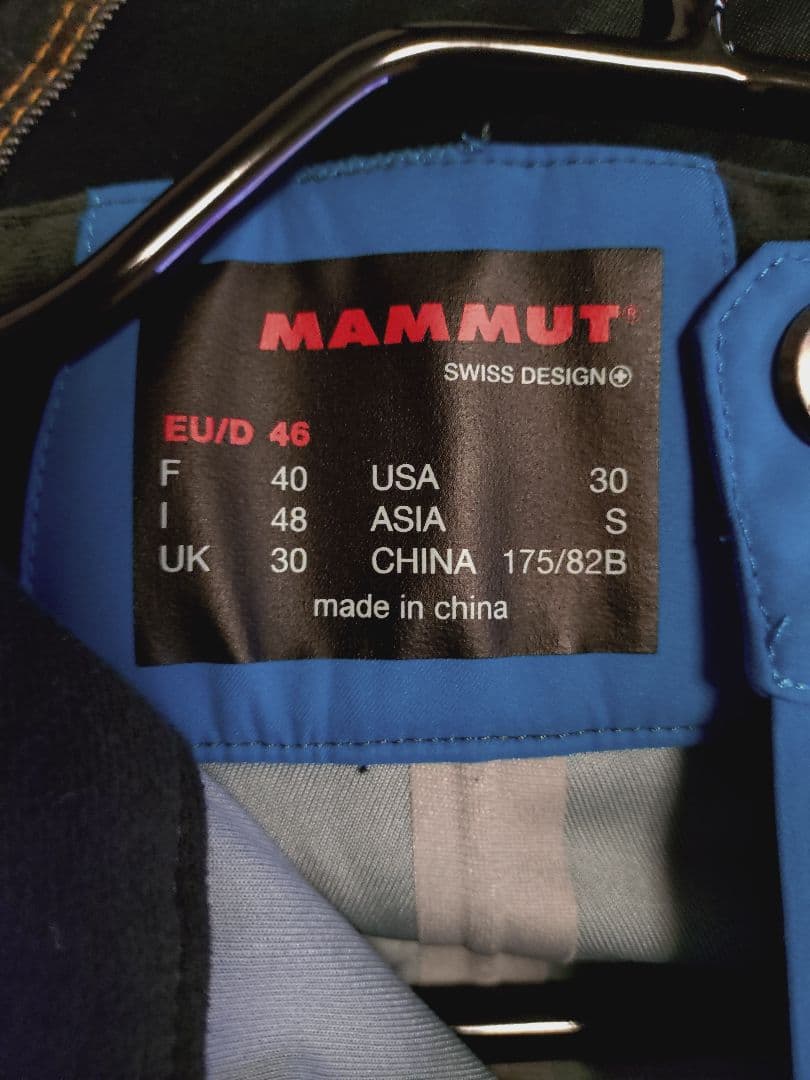 MAMMUT®
SWISS DESIGN
EU/D 46
F 40 USA 30
I 48 ASIA S
UK 30 CHINA 175/82B
made in china